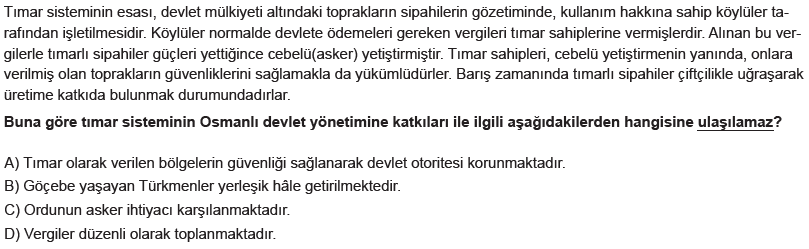 Tımar sisteminin esası, devlet mülkiyeti altındaki toprakların sipahilerin gözetiminde, kullanım hakkına sahip köylüler ta-
rafından işletilmesidir. Köylüler normalde devlete ödemeleri gereken vergileri tımar sahiplerine vermişlerdir. Alınan bu ver-
gilerle tımarlı sipahiler güçleri yettiğince cebelü(asker) yetiştirmiştir. Tımar sahipleri, cebelü yetiştirmenin yanında, onlara
verilmiş olan toprakların güvenliklerini sağlamakla da yükümlüdürler. Barış zamanında tımarlı sipahiler çiftçilikle uğraşarak
üretime katkıda bulunmak durumundadırlar.
Buna göre tımar sisteminin Osmanlı devlet yönetimine katkıları ile ilgili aşağıdakilerden hangisine ulaşılamaz?
A) Tımar olarak verilen bölgelerin güvenliği sağlanarak devlet otoritesi korunmaktadır.
B) Göçebe yaşayan Türkmenler yerleşik hâle getirilmektedir.
C) Ordunun asker ihtiyacı karşılanmaktadır.
D) Vergiler düzenli olarak toplanmaktadır.